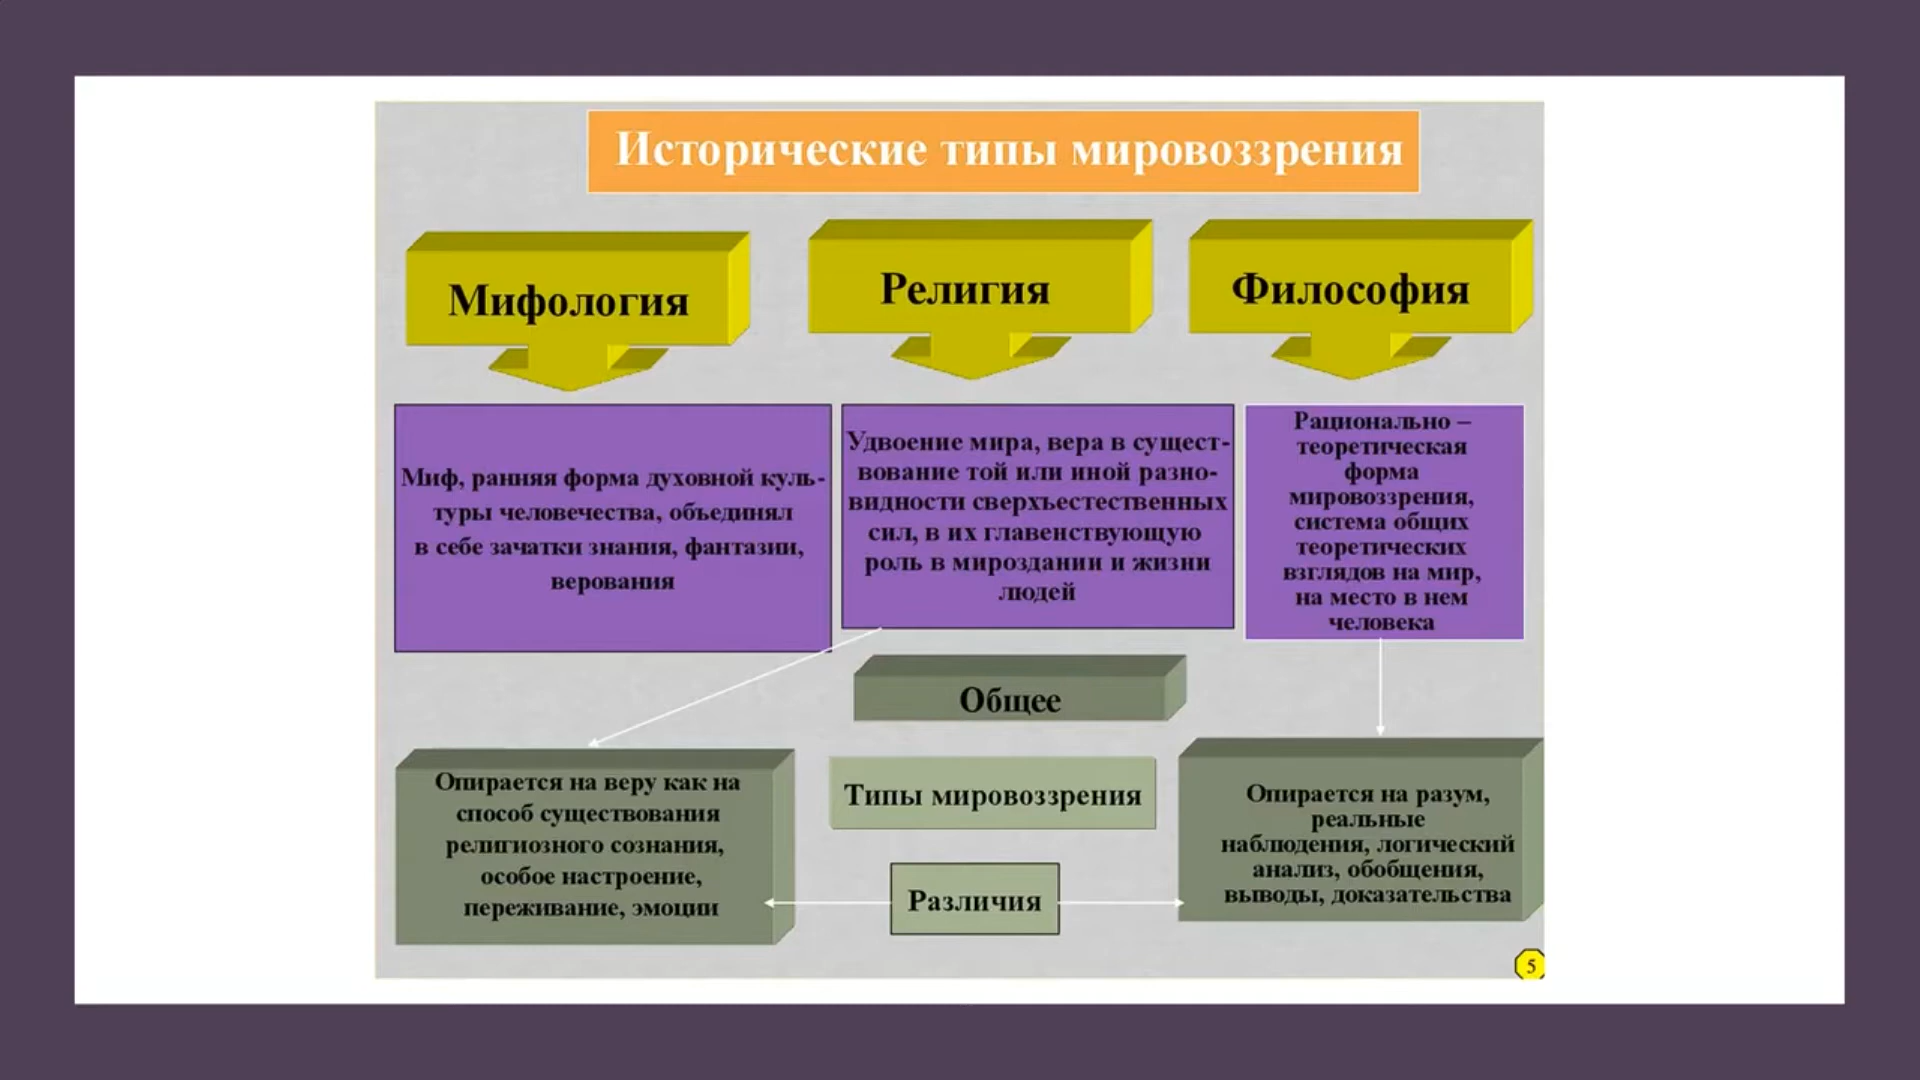 Исторические типы мировоззрения
Мифология
Религия
Философия
Миф, ранняя форма духовной куль-
туры человечества, объединял
в себе зачатки знания, фантазии,
верования
Удвоение мира, вера в сущест-
вование той или иной разно-
видности сверхъестественных
сил, в их главенствующую
роль в мироздании и жизни
людей
Рационально –
теоретическая
форма
мировоззрения,
система общих
теоретических
взглядов на мир,
на место в нем
человека
Общее
Типы мировоззрения
Различия
Опирается на веру как на
способ существования
религиозного сознания,
особое настроение,
переживание, эмоции
Опирается на разум,
реальные
наблюдения, логический
анализ, обобщения,
выводы, доказательства
5